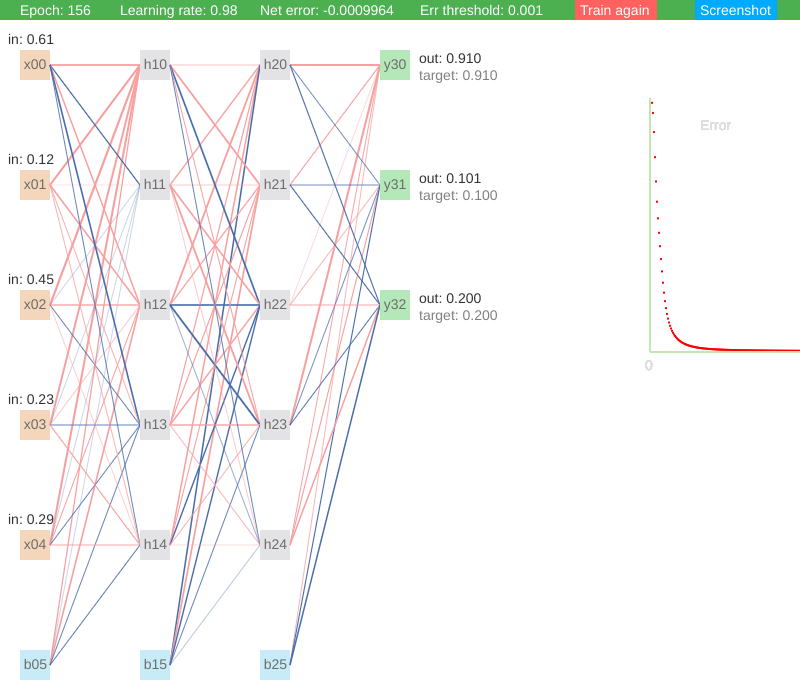 Epoch: 156 Learning rate: 0.98 Net error: -0.0009964 Err threshold: 0.001 Train again Screenshot
in: 0.61
x00 h10 h20 y30 out: 0.910
target: 0.910
Error
in: 0.12
x01 h11 h21 y31 out: 0.101
target: 0.100
in: 0.45
x02 h12 h22 y32 out: 0.200
target: 0.200
0
in: 0.23
x03 h13 h23
in: 0.29
x04 h14 h24
b05 b15 b25